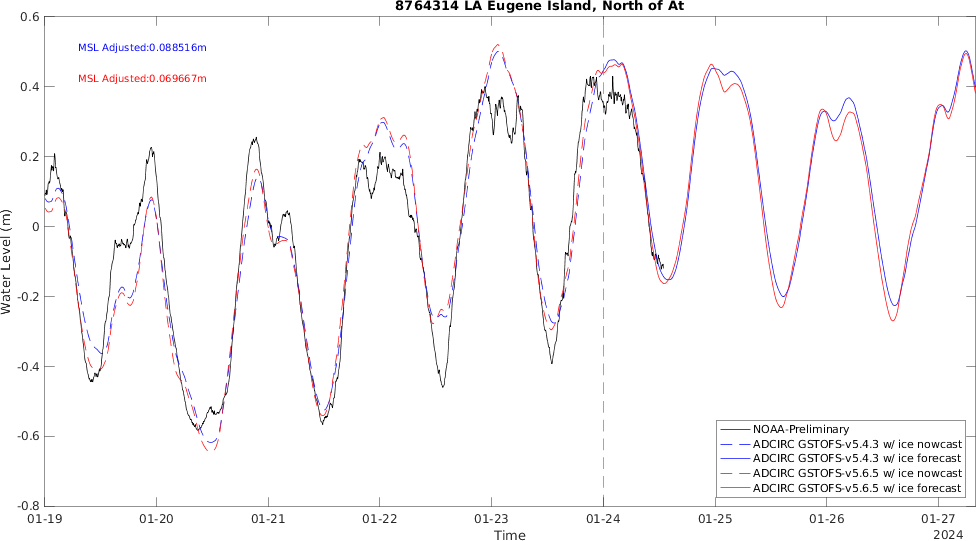 8764314 LA Eugene Island, North of At
MSL Adjusted:0.088516m
MSL Adjusted:0.069667m
Water Level (m)
0.6
0.4
0.2
0
-0.2
-0.4
-0.6
-0.8
NOAA-Preliminary
ADCIRC GSTOFS-v5.4.3 w/ ice nowcast
ADCIRC GSTOFS-v5.4.3 w/ ice forecast
ADCIRC GSTOFS-v5.6.5 w/ ice nowcast
ADCIRC GSTOFS-v5.6.5 w/ ice forecast
01-19 01-20 01-21 01-22 01-23 01-24 01-25 01-26 01-27
Time
2024